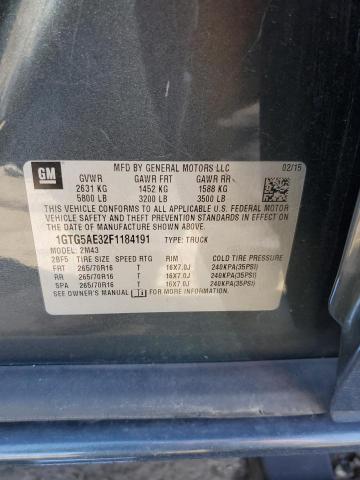 GM
MFD BY GENERAL MOTORS LLC 02/15
GVWR GAWR FRT GAWR RR
2631 KG 1452 KG 1588 KG
5800 LB 3200 LB 3500 LB
THIS VEHICLE CONFORMS TO ALL APPLICABLE U.S. FEDERAL MOTOR
VEHICLE SAFETY AND THEFT PREVENTION STANDARDS IN EFFECT ON
THE DATE OF MANUFACTURE SHOWN ABOVE.
1GTG5AE32F1184191 TYPE: TRUCK
MODEL: 2M43
2BF5 TIRE SIZE SPEED RTG RIM COLD TIRE PRESSURE
FRT 265/70R16 T 16X7.0J 240KPA(35PSI)
RR 265/70R16 T 16X7.0J 240KPA(35PSI)
SPA 265/70R16 T 16X7.0J 240KPA(35PSI)
SEE OWNER'S MANUAL FOR ADDITIONAL INFORMATION.